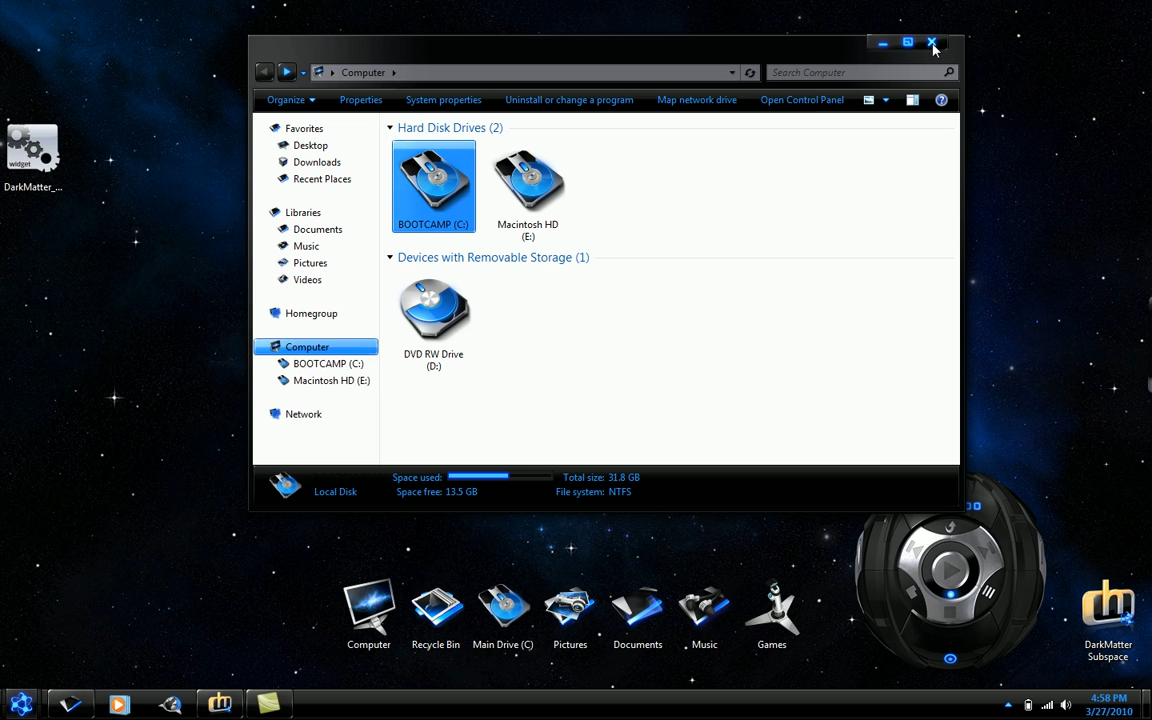 Computer
Search Computer
Organize
Properties
System properties
Uninstall or change a program
Map network drive
Open Control Panel
Favorites
Desktop
Downloads
Recent Places
Libraries
Documents
Music
Pictures
Videos
Homegroup
Computer
BOOTCAMP (C:)
Macintosh HD (E:)
Network
Hard Disk Drives (2)
BOOTCAMP (C:)
Macintosh HD
(E:)
Devices with Removable Storage (1)
DVD RW Drive
(D:)
Local Disk
Space used:
Space free: 13.5 GB
Total size: 31.8 GB
File system: NTFS
widget
DarkMatter_...
Computer
Recycle Bin
Main Drive (C)
Pictures
Documents
Music
Games
DarkMatter
Subspace
4:58 PM
3/27/2010